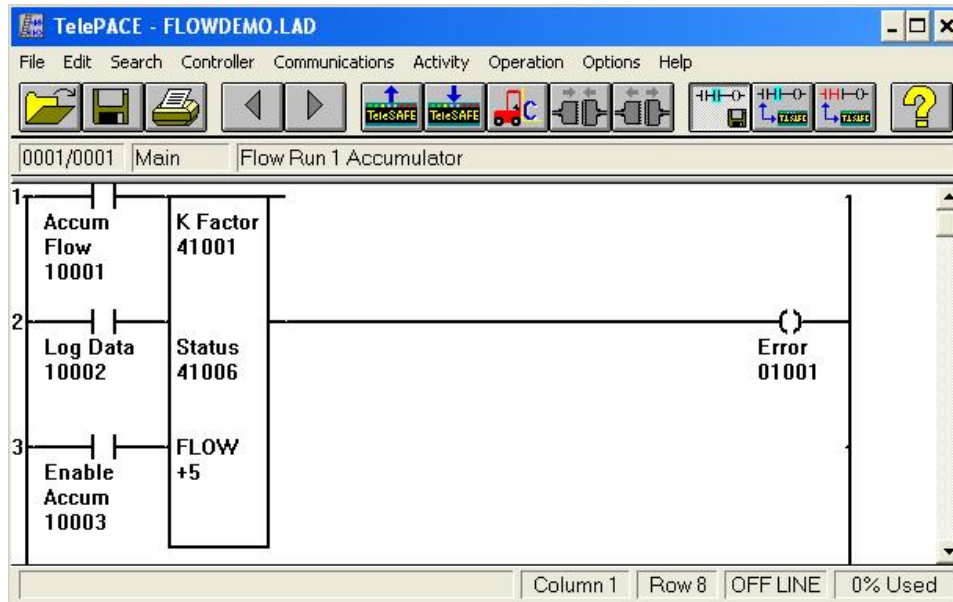 TelePACE - FLOWDEMO.LAD
File Edit Search Controller Communications Activity Operation Options Help
TeleSAFE TeleSAFE C
0001/0001 Main Flow Run 1 Accumulator
1
Accum
Flow
10001
K Factor
41001
2
Log Data
10002
Status
41006
Error
01001
3
Enable
Accum
10003
FLOW
+5
Column 1 Row 8 OFF LINE 0% Used